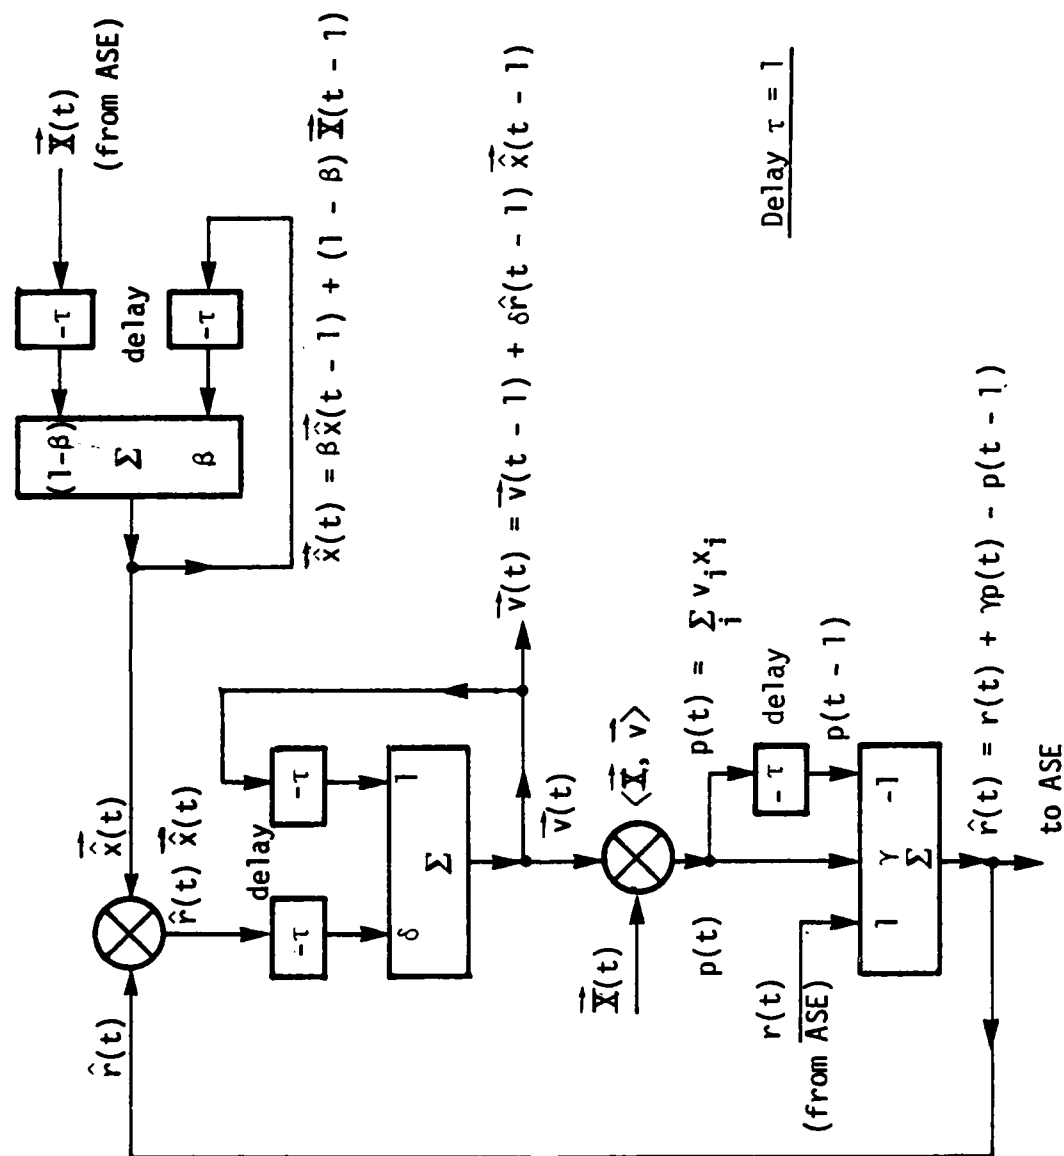 r̂(t)
x̂⃗(t)
r̂(t) x̂⃗(t)
delay
-τ
-τ
δ
1
Σ
v⃗(t)
v⃗(t) = v⃗(t - 1) + δr̂(t - 1) x̂⃗(t - 1)
(1-β)
Σ
β
-τ
delay
-τ
X⃗(t)
(from ASE)
x̂⃗(t) = βx̂⃗(t - 1) + (1 - β) X⃗(t - 1)
X⃗(t)
⟨X⃗, v⃗⟩
p(t)
p(t) = Σ v_i x_i
i
delay
-τ
p(t - 1)
r(t)
(from ASE)
1
γ
-1
Σ
r̂(t) = r(t) + γp(t) - p(t - 1)
to ASE
Delay τ = 1